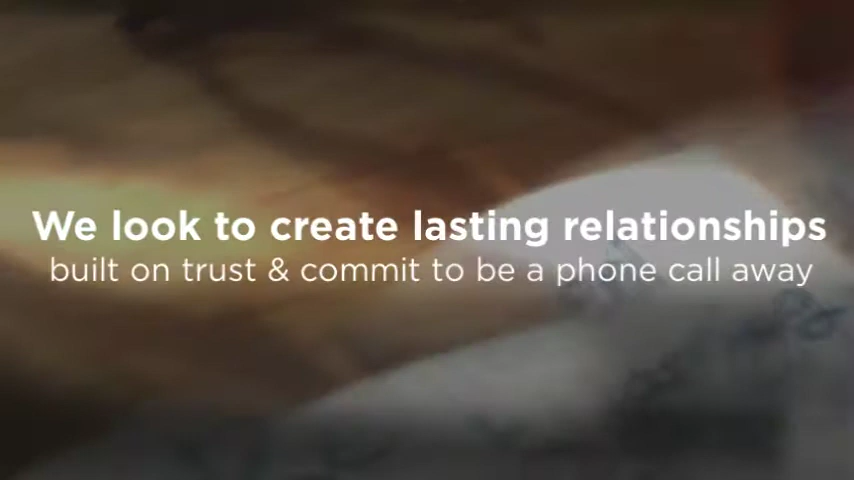 We look to create lasting relationships
built on trust & commit to be a phone call away